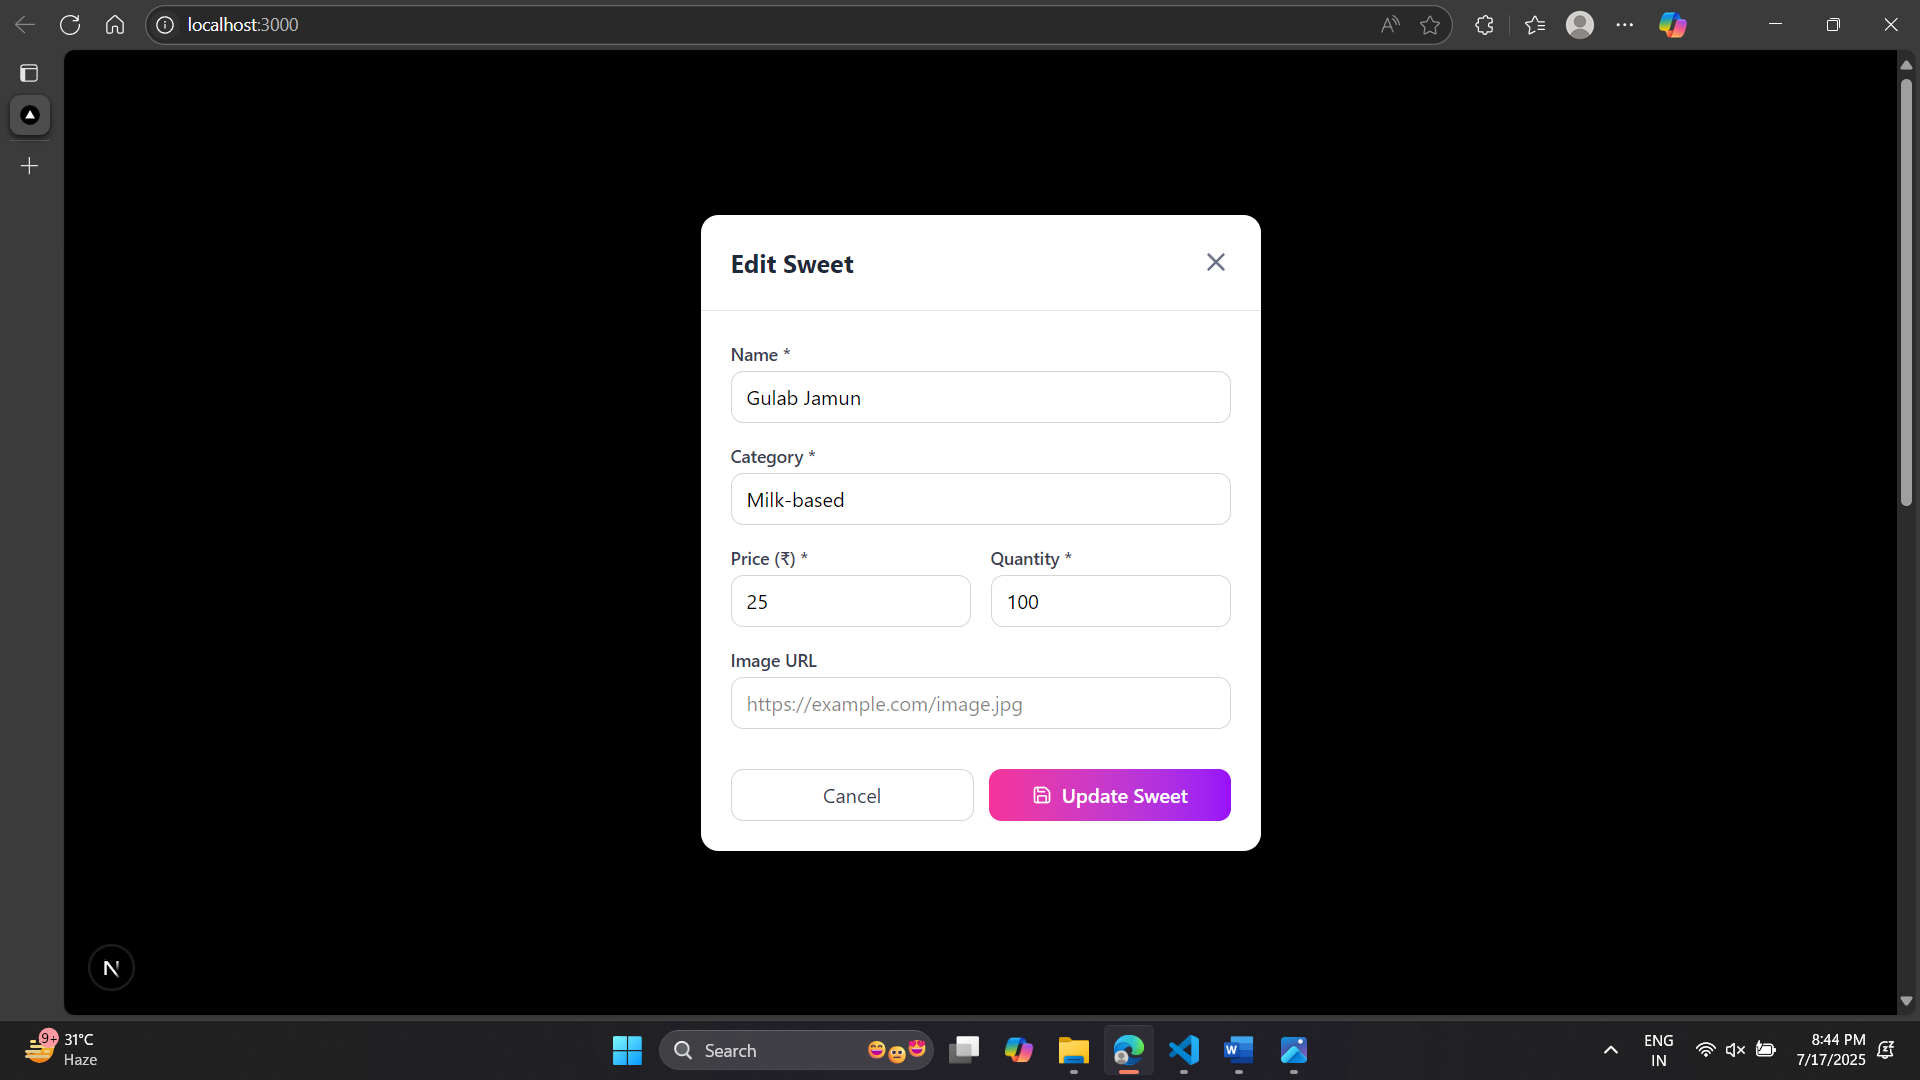 localhost:3000
Edit Sweet
Name *
Gulab Jamun
Category *
Milk-based
Price (₹) *
Quantity *
25
100
Image URL
https://example.com/image.jpg
Cancel
Update Sweet
N
9+
31°C
Haze
Search
W
ENG
IN
8:44 PM
7/17/2025